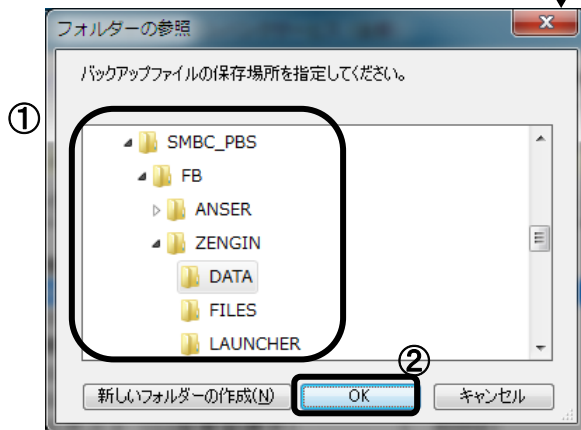 フォルダーの参照
バックアップファイルの保存場所を指定してください。
①
SMBC_PBS
FB
ANSER
ZENGIN
DATA
FILES
LAUNCHER
②
新しいフォルダーの作成(N) OK キャンセル